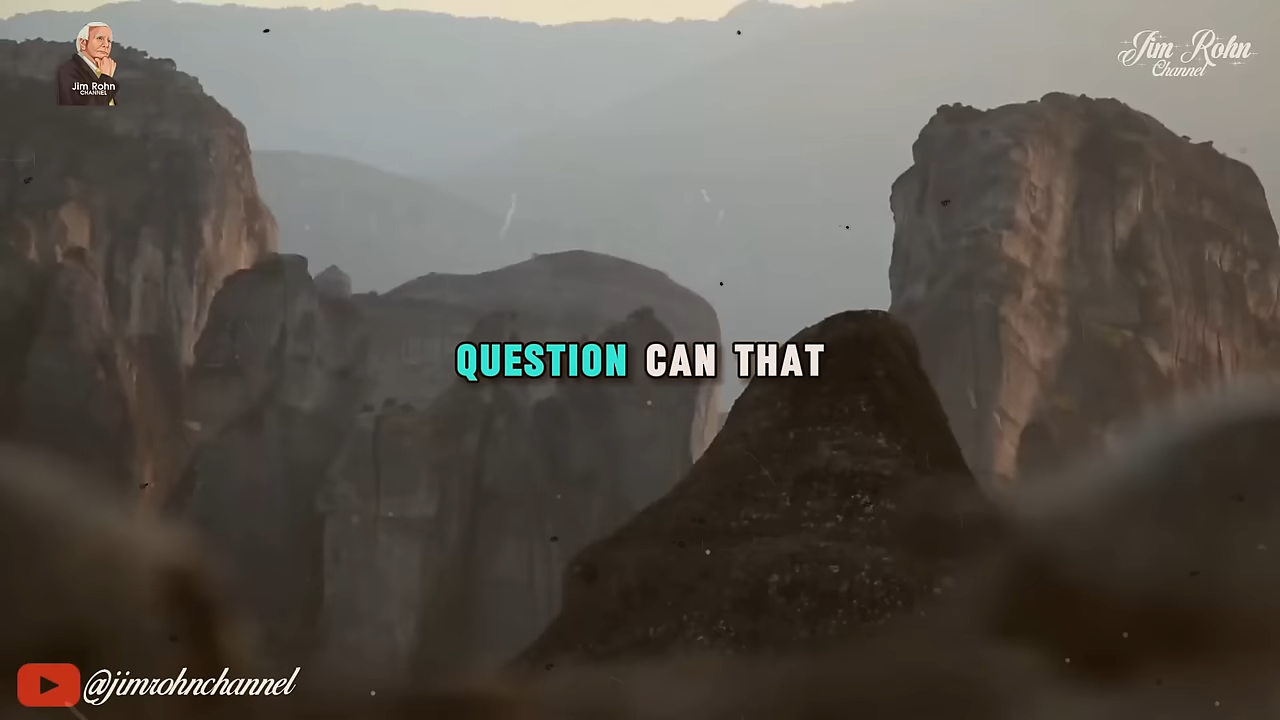 Jim Rohn
CHANNEL
Jim Rohn
Channel
QUESTION CAN THAT
@jimrohnchannel